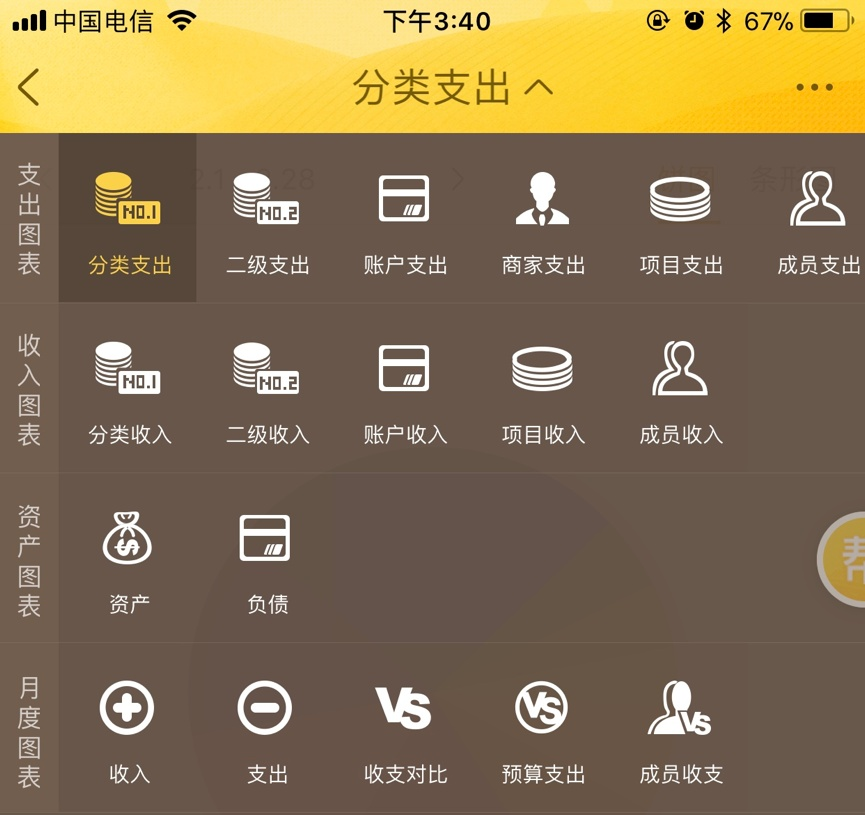 中国电信 下午3:40 67%
分类支出
支出图表
NO.1 NO.2
分类支出 二级支出 账户支出 商家支出 项目支出 成员支出
收入图表
NO.1 NO.2
分类收入 二级收入 账户收入 项目收入 成员收入
资产图表
$
资产 负债
帮
月度图表
VS VS VS
收入 支出 收支对比 预算支出 成员收支